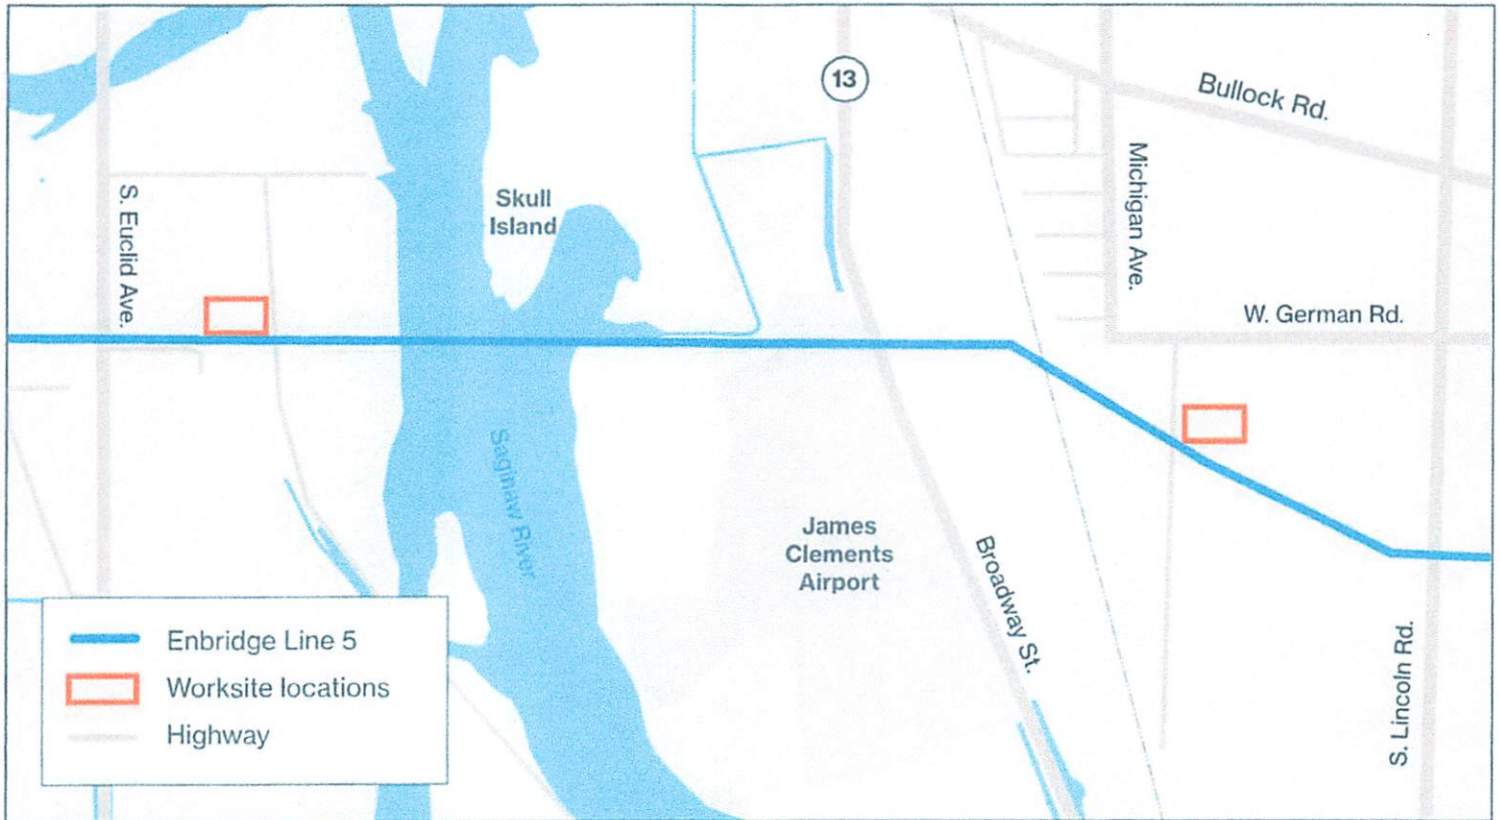 13
Bullock Rd.
Michigan Ave.
S. Euclid Ave.
Skull
Island
W. German Rd.
Saginaw River
James
Clements
Airport
Broadway St.
S. Lincoln Rd.
Enbridge Line 5
Worksite locations
Highway